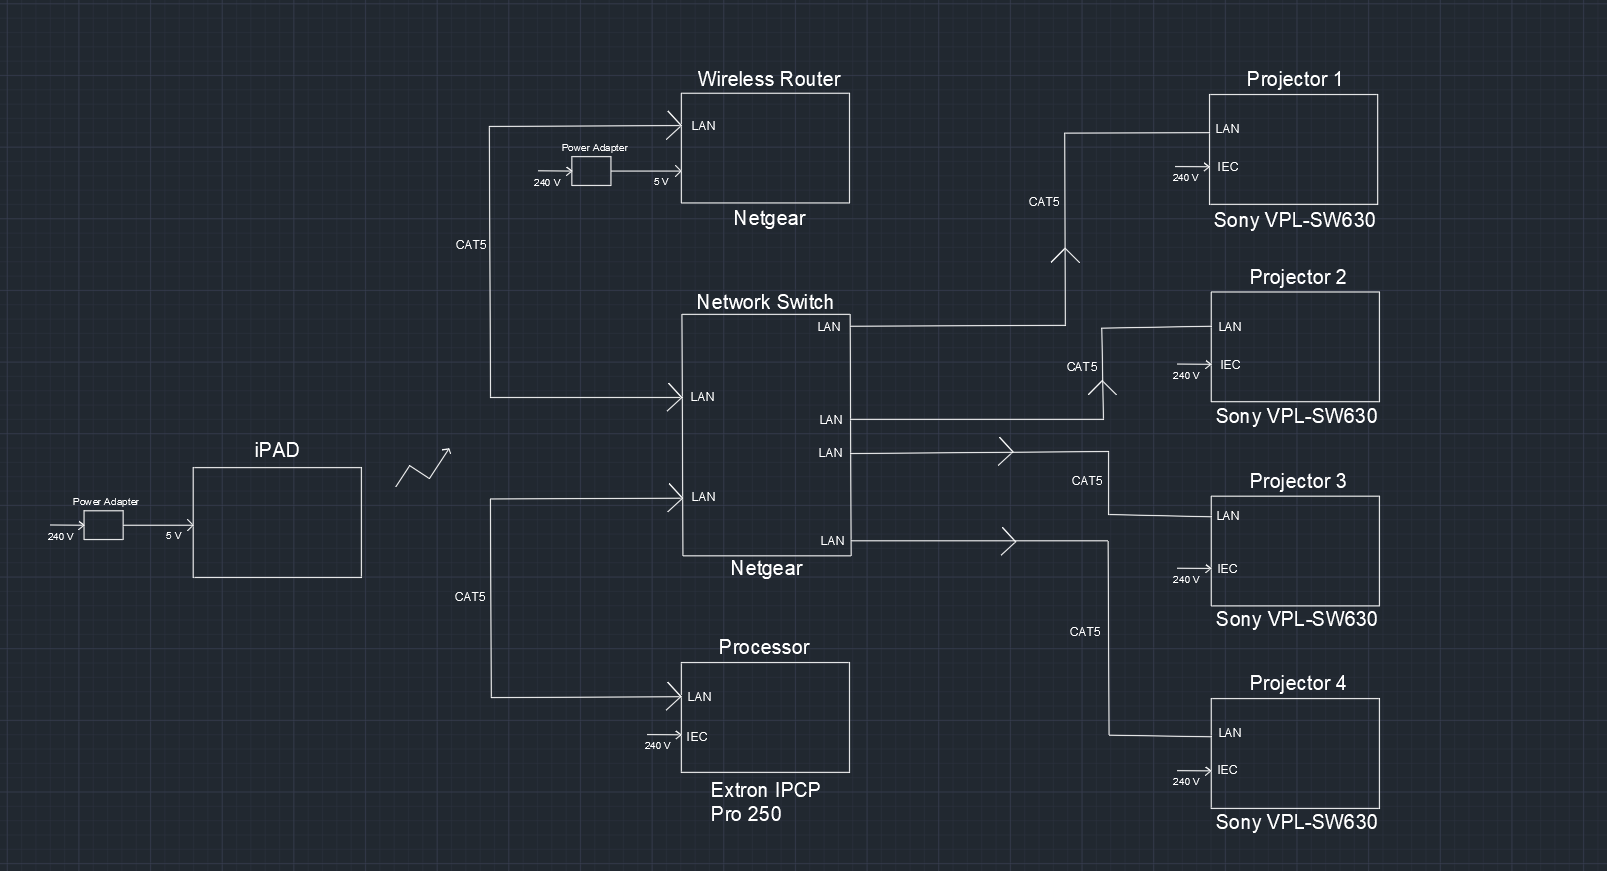 Wireless Router
LAN
Power Adapter
240 V
5 V
Netgear
CAT5
Network Switch
LAN
LAN
LAN
LAN
LAN
LAN
Netgear
iPAD
Power Adapter
240 V
5 V
CAT5
Processor
LAN
IEC
240 V
Extron IPCP
Pro 250
Projector 1
LAN
IEC
240 V
Sony VPL-SW630
CAT5
Projector 2
LAN
IEC
240 V
Sony VPL-SW630
CAT5
Projector 3
LAN
IEC
240 V
Sony VPL-SW630
CAT5
Projector 4
LAN
IEC
240 V
Sony VPL-SW630
CAT5